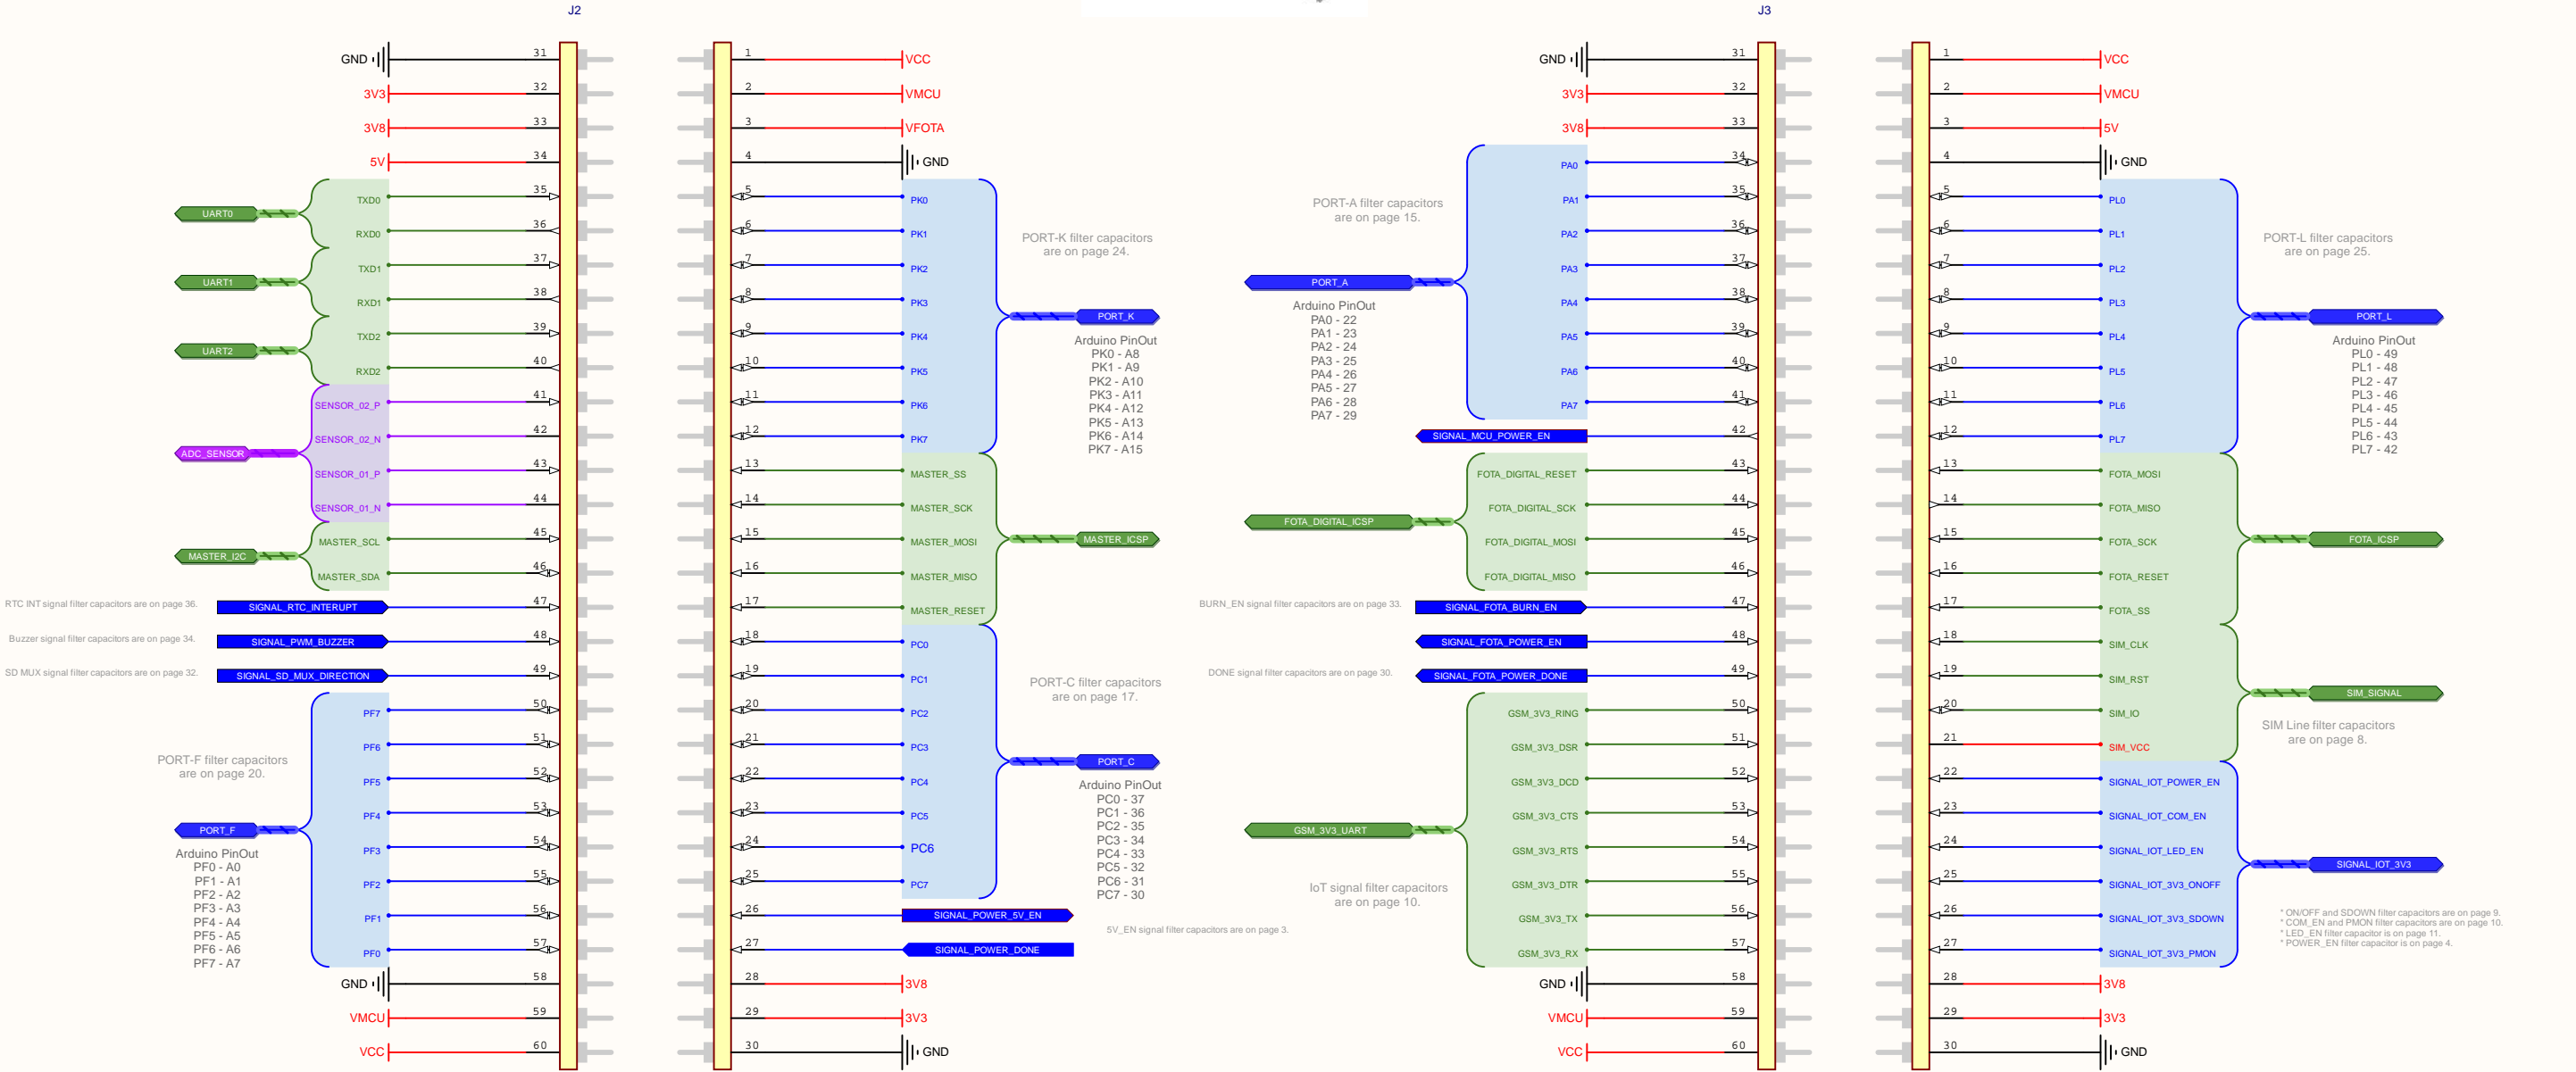 J2
GND 31
3V3 32
3V8 33
5V 34
UART0
TXD0 35
RXD0 36
UART1
TXD1 37
RXD1 38
UART2
TXD2 39
RXD2 40
ADC_SENSOR
SENSOR_02_P 41
SENSOR_02_N 42
SENSOR_01_P 43
SENSOR_01_N 44
MASTER_I2C
MASTER_SCL 45
MASTER_SDA 46
RTC INT signal filter capacitors are on page 36.
SIGNAL_RTC_INTERUPT 47
Buzzer signal filter capacitors are on page 34.
SIGNAL_PWM_BUZZER 48
SD MUX signal filter capacitors are on page 32.
SIGNAL_SD_MUX_DIRECTION 49
PORT-F filter capacitors
are on page 20.
PORT_F
PF7 50
PF6 51
PF5 52
PF4 53
PF3 54
PF2 55
PF1 56
PF0 57
Arduino PinOut
PF0 - A0
PF1 - A1
PF2 - A2
PF3 - A3
PF4 - A4
PF5 - A5
PF6 - A6
PF7 - A7
GND 58
VMCU 59
VCC 60
1 VCC
2 VMCU
3 VFOTA
4 GND
5 PK0
6 PK1
7 PK2
8 PK3
9 PK4
10 PK5
11 PK6
12 PK7
PORT-K filter capacitors
are on page 24.
PORT_K
Arduino PinOut
PK0 - A8
PK1 - A9
PK2 - A10
PK3 - A11
PK4 - A12
PK5 - A13
PK6 - A14
PK7 - A15
13 MASTER_SS
14 MASTER_SCK
15 MASTER_MOSI
16 MASTER_MISO
17 MASTER_RESET
MASTER_ICSP
18 PC0
19 PC1
20 PC2
21 PC3
22 PC4
23 PC5
24 PC6
25 PC7
PORT-C filter capacitors
are on page 17.
PORT_C
Arduino PinOut
PC0 - 37
PC1 - 36
PC2 - 35
PC3 - 34
PC4 - 33
PC5 - 32
PC6 - 31
PC7 - 30
26 SIGNAL_POWER_5V_EN
5V_EN signal filter capacitors are on page 3.
27 SIGNAL_POWER_DONE
28 3V8
29 3V3
30 GND
J3
GND 31
3V3 32
3V8 33
PORT-A filter capacitors
are on page 15.
PORT_A
PA0 34
PA1 35
PA2 36
PA3 37
PA4 38
PA5 39
PA6 40
PA7 41
Arduino PinOut
PA0 - 22
PA1 - 23
PA2 - 24
PA3 - 25
PA4 - 26
PA5 - 27
PA6 - 28
PA7 - 29
SIGNAL_MCU_POWER_EN 42
FOTA_DIGITAL_ICSP
FOTA_DIGITAL_RESET 43
FOTA_DIGITAL_SCK 44
FOTA_DIGITAL_MOSI 45
FOTA_DIGITAL_MISO 46
BURN_EN signal filter capacitors are on page 33.
SIGNAL_FOTA_BURN_EN 47
SIGNAL_FOTA_POWER_EN 48
DONE signal filter capacitors are on page 30.
SIGNAL_FOTA_POWER_DONE 49
GSM_3V3_UART
GSM_3V3_RING 50
GSM_3V3_DSR 51
GSM_3V3_DCD 52
GSM_3V3_CTS 53
GSM_3V3_RTS 54
GSM_3V3_DTR 55
GSM_3V3_TX 56
GSM_3V3_RX 57
IoT signal filter capacitors
are on page 10.
GND 58
VMCU 59
VCC 60
1 VCC
2 VMCU
3 5V
4 GND
5 PL0
6 PL1
7 PL2
8 PL3
9 PL4
10 PL5
11 PL6
12 PL7
PORT-L filter capacitors
are on page 25.
PORT_L
Arduino PinOut
PL0 - 49
PL1 - 48
PL2 - 47
PL3 - 46
PL4 - 45
PL5 - 44
PL6 - 43
PL7 - 42
13 FOTA_MOSI
14 FOTA_MISO
15 FOTA_SCK
16 FOTA_RESET
17 FOTA_SS
FOTA_ICSP
18 SIM_CLK
19 SIM_RST
20 SIM_IO
21 SIM_VCC
SIM_SIGNAL
SIM Line filter capacitors
are on page 8.
22 SIGNAL_IOT_POWER_EN
23 SIGNAL_IOT_COM_EN
24 SIGNAL_IOT_LED_EN
25 SIGNAL_IOT_3V3_ONOFF
26 SIGNAL_IOT_3V3_SDOWN
27 SIGNAL_IOT_3V3_PMON
SIGNAL_IOT_3V3
* ON/OFF and SDOWN filter capacitors are on page 9.
* COM_EN and PMON filter capacitors are on page 10.
* LED_EN filter capacitor is on page 11.
* POWER_EN filter capacitor is on page 4.
28 3V8
29 3V3
30 GND